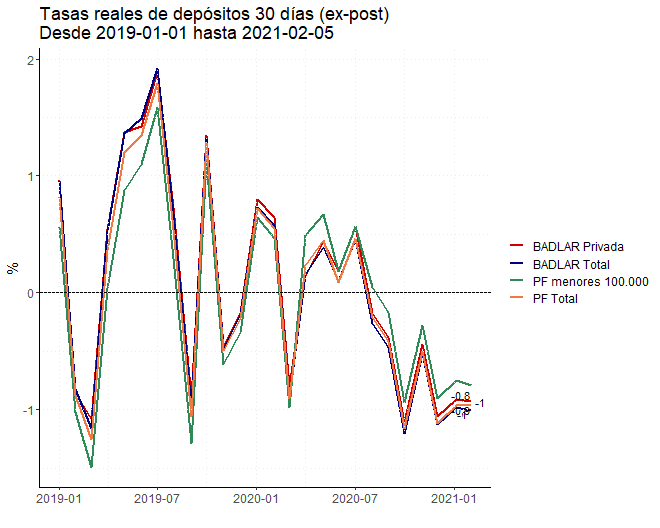 Tasas reales de depósitos 30 días (ex-post)
Desde 2019-01-01 hasta 2021-02-05
%
2
1
0
-1
2019-01
2019-07
2020-01
2020-07
2021-01
-0.8
-1
BADLAR Privada
BADLAR Total
PF menores 100.000
PF Total